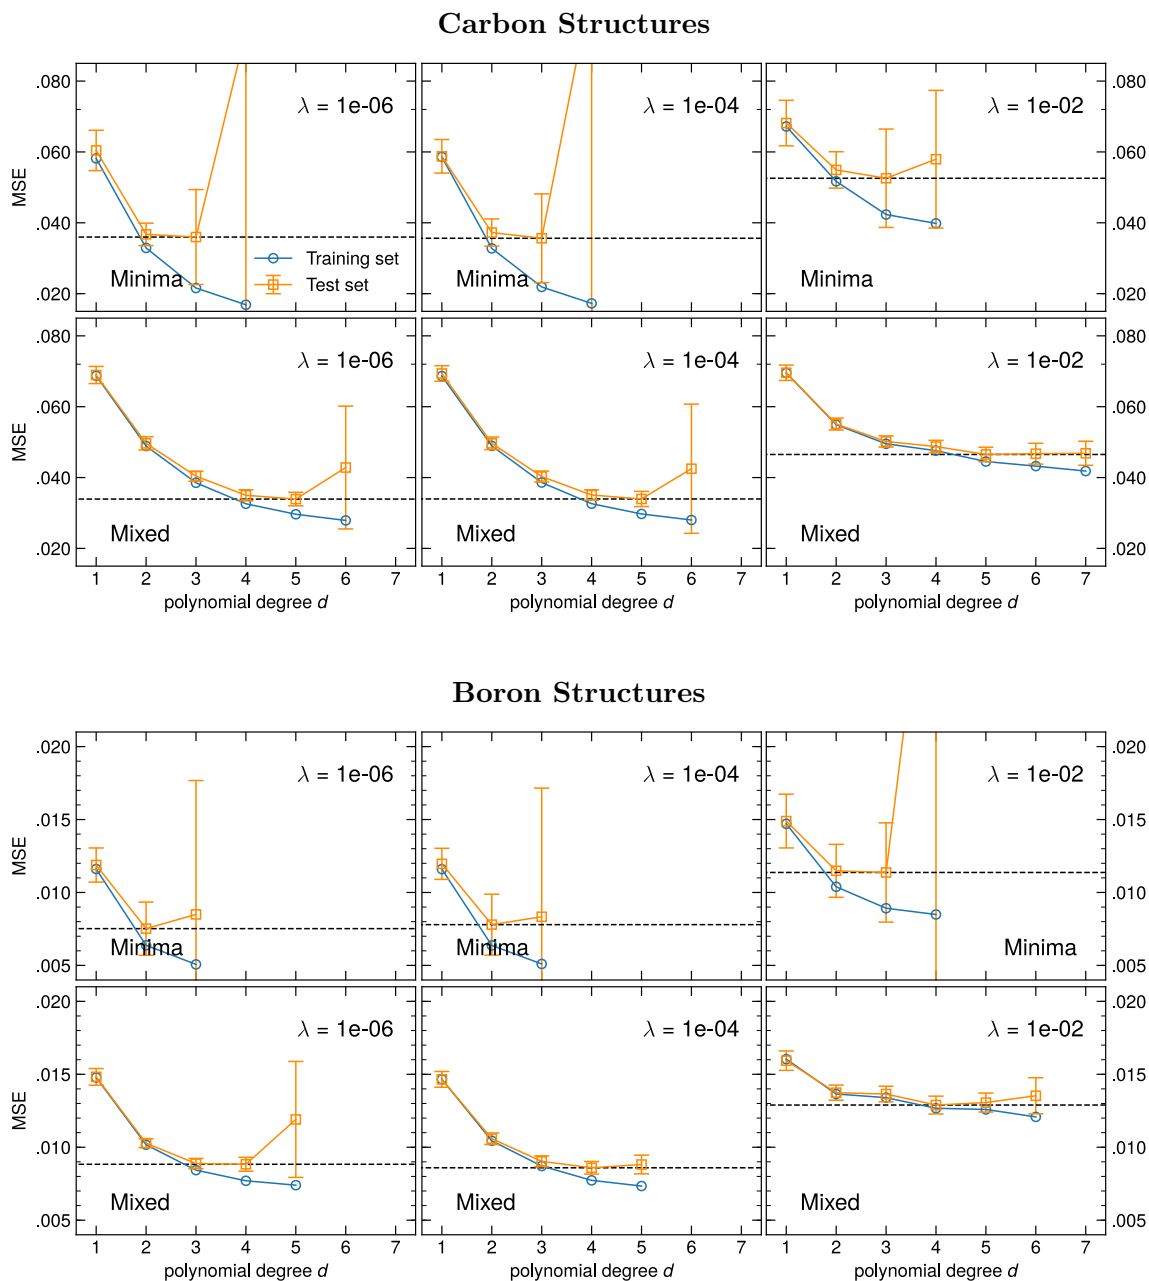 Carbon Structures
.080
.060
.040
.020
MSE
λ = 1e-06
Minima
Training set
Test set
λ = 1e-04
Minima
λ = 1e-02
Minima
.080
.060
.040
.020
.080
.060
.040
.020
MSE
λ = 1e-06
Mixed
λ = 1e-04
Mixed
λ = 1e-02
Mixed
.080
.060
.040
.020
1 2 3 4 5 6 7
1 2 3 4 5 6 7
1 2 3 4 5 6 7
polynomial degree d
polynomial degree d
polynomial degree d
Boron Structures
.020
.015
.010
.005
MSE
λ = 1e-06
Minima
λ = 1e-04
Minima
λ = 1e-02
Minima
.020
.015
.010
.005
.020
.015
.010
.005
MSE
λ = 1e-06
Mixed
λ = 1e-04
Mixed
λ = 1e-02
Mixed
.020
.015
.010
.005
1 2 3 4 5 6 7
1 2 3 4 5 6 7
1 2 3 4 5 6 7
polynomial degree d
polynomial degree d
polynomial degree d